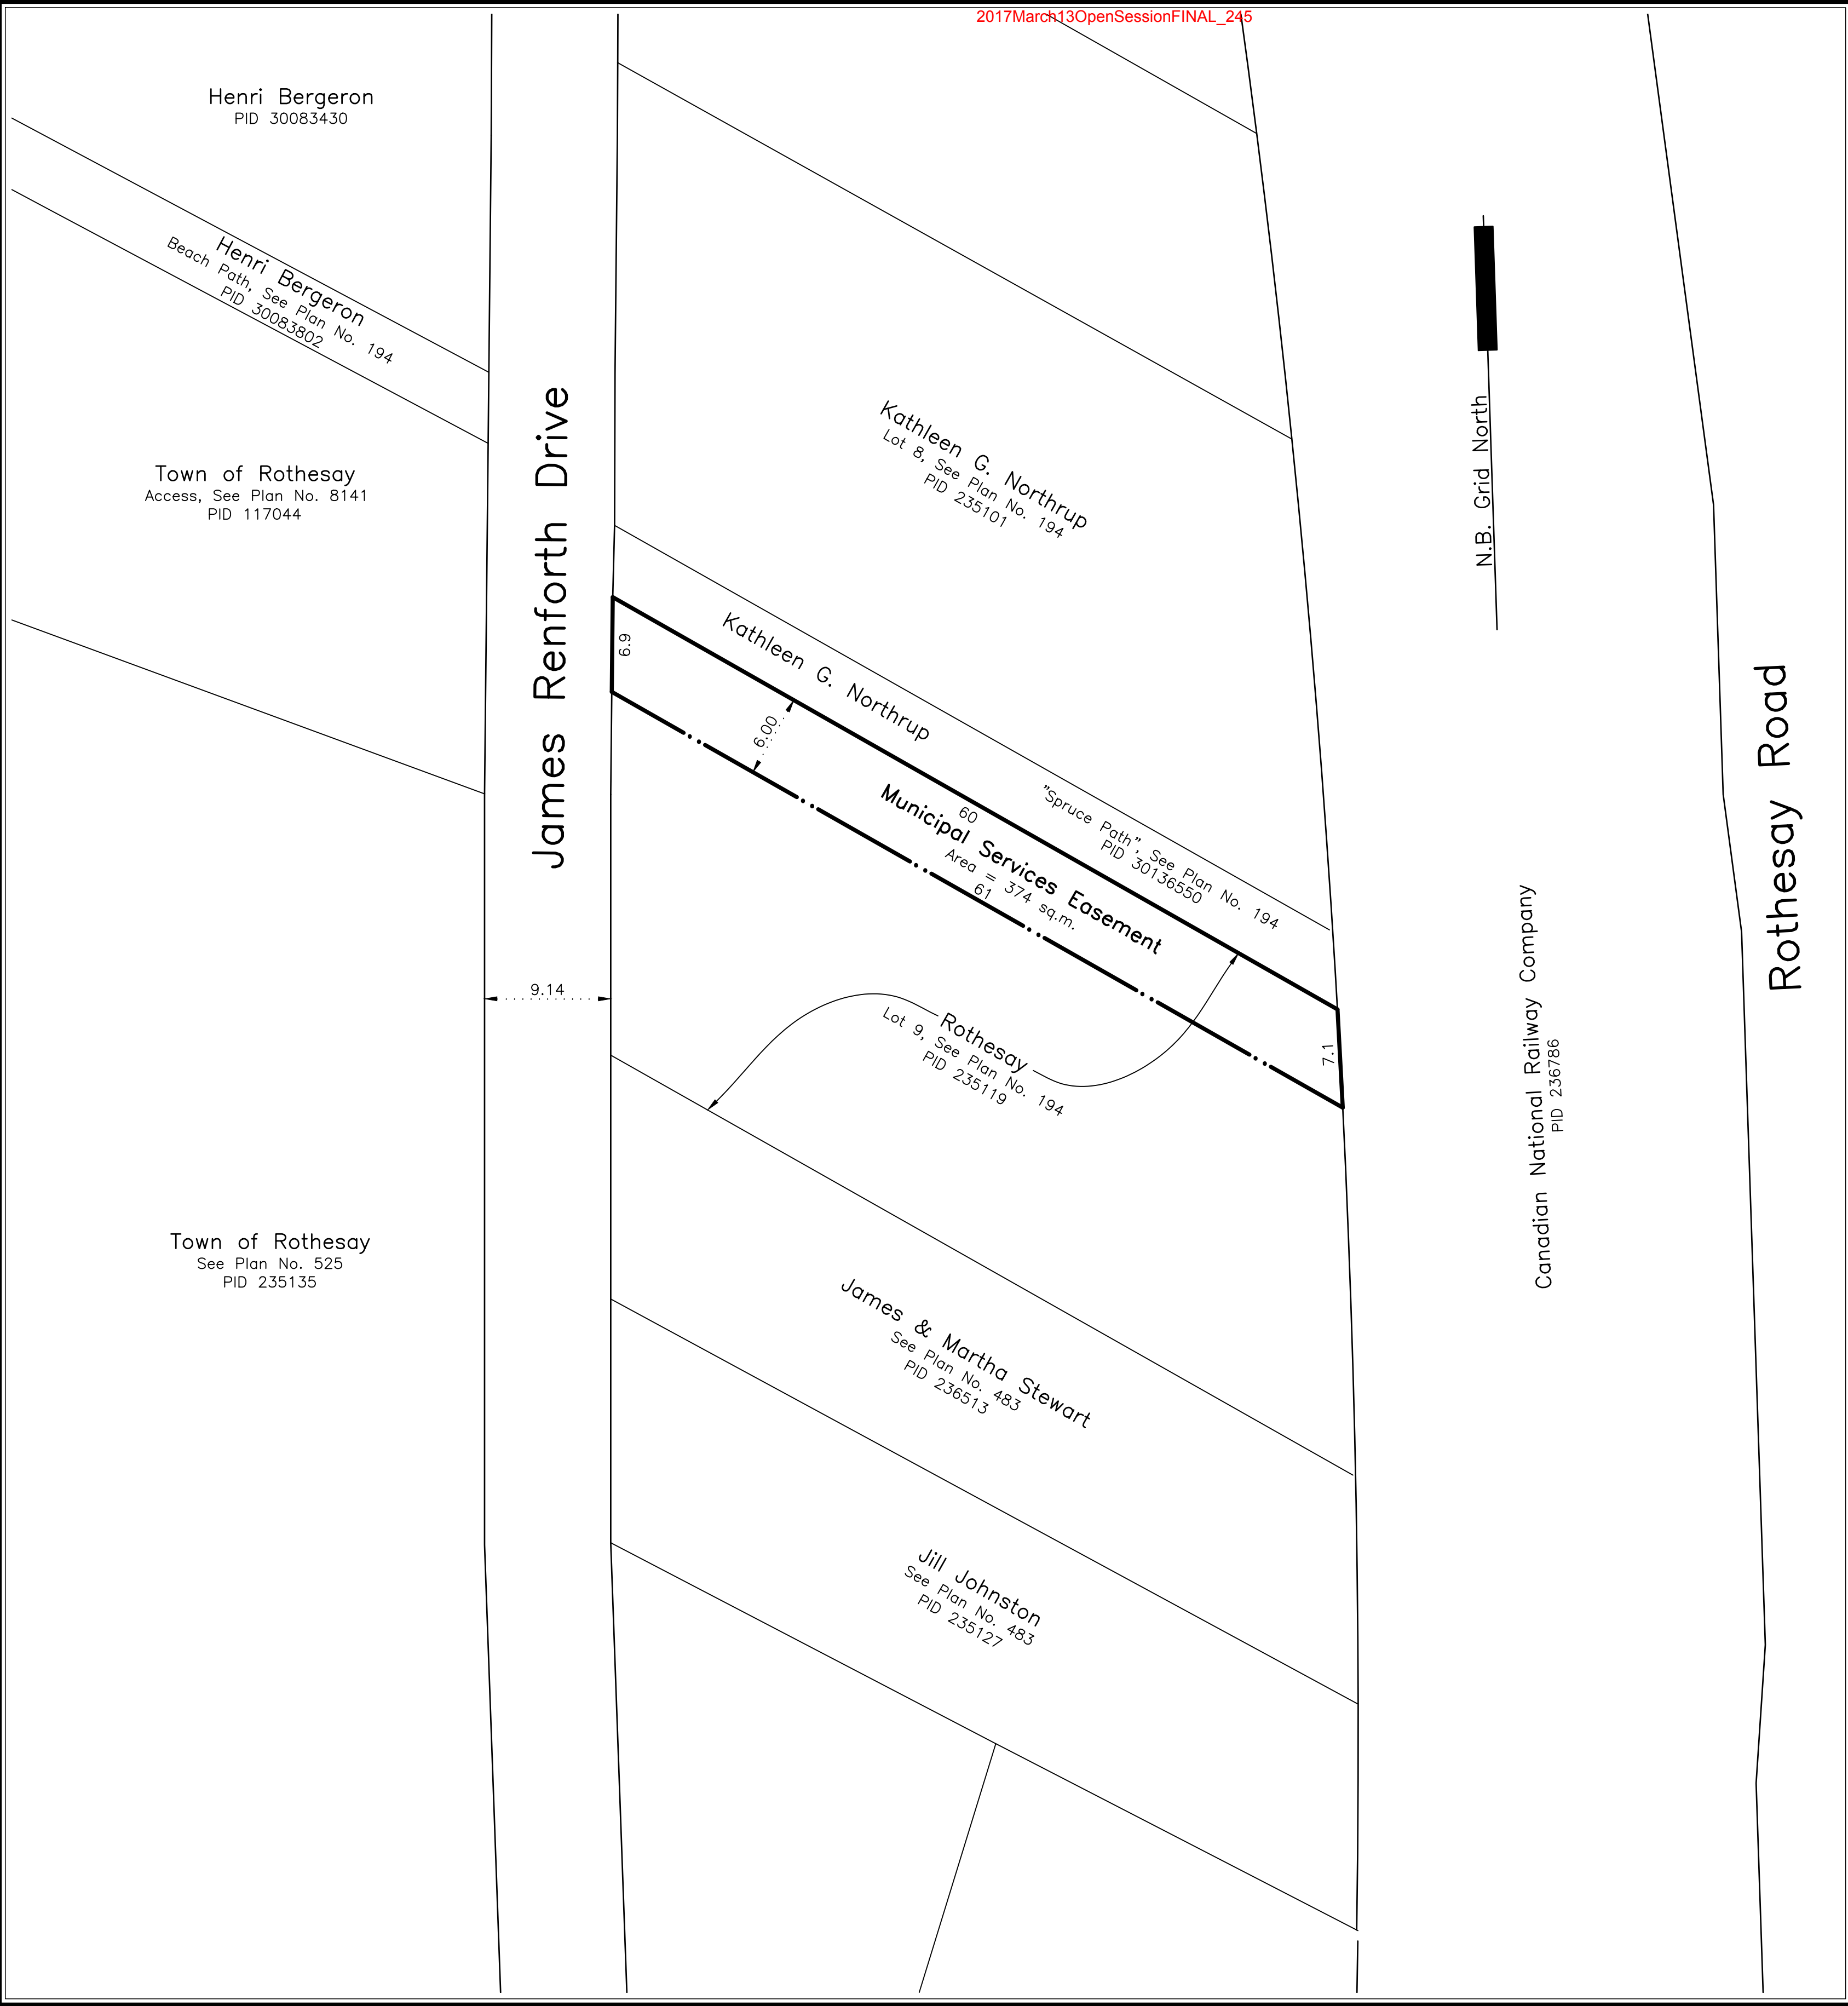 2017March13OpenSessionFINAL_245
Henri Bergeron
PID 30083430
Henri Bergeron
Beach Path, See Plan No. 194
PID 30083802
Town of Rothesay
Access, See Plan No. 8141
PID 117044
James Renforth Drive
Kathleen G. Northrup
Lot 8, See Plan No. 194
PID 235101
N.B. Grid North
Rothesay Road
6.9
Kathleen G. Northrup
"Spruce Path", See Plan No. 194
PID 30136550
6.00
60
Municipal Services Easement
Area = 374 sq.m.
61
7.1
9.14
Rothesay
Lot 9, See Plan No. 194
PID 235119
Canadian National Railway Company
PID 236786
Town of Rothesay
See Plan No. 525
PID 235135
James & Martha Stewart
See Plan No. 483
PID 236513
Jill Johnston
See Plan No. 483
PID 235127